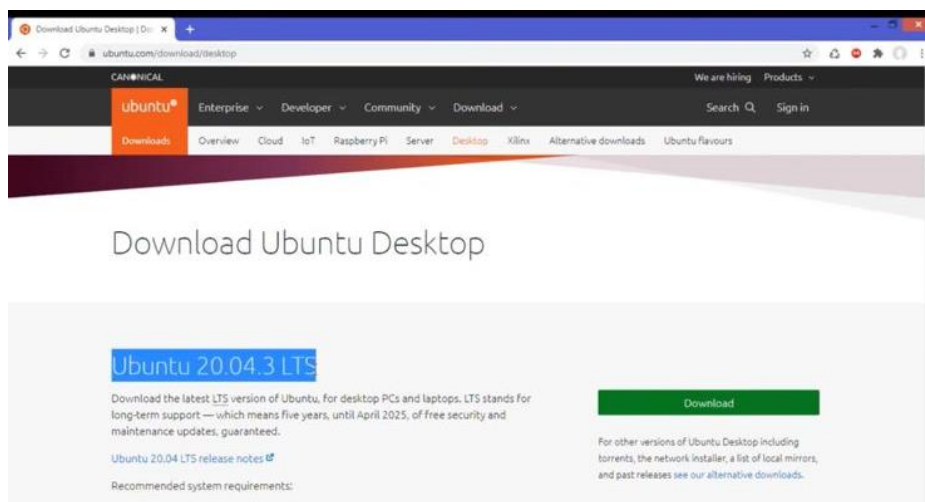 Download Ubuntu Desktop | Do
ubuntu.com/download/desktop
CANONICAL We are hiring Products
ubuntu Enterprise Developer Community Download Search Sign in
Downloads Overview Cloud IoT Raspberry Pi Server Desktop Xilinx Alternative downloads Ubuntu flavours
Download Ubuntu Desktop
Ubuntu 20.04.3 LTS
Download the latest LTS version of Ubuntu, for desktop PCs and laptops. LTS stands for
long-term support — which means five years, until April 2025, of free security and
maintenance updates, guaranteed.
Ubuntu 20.04 LTS release notes
Recommended system requirements:
Download
For other versions of Ubuntu Desktop including
torrents, the network installer, a list of local mirrors,
and past releases see our alternative downloads.